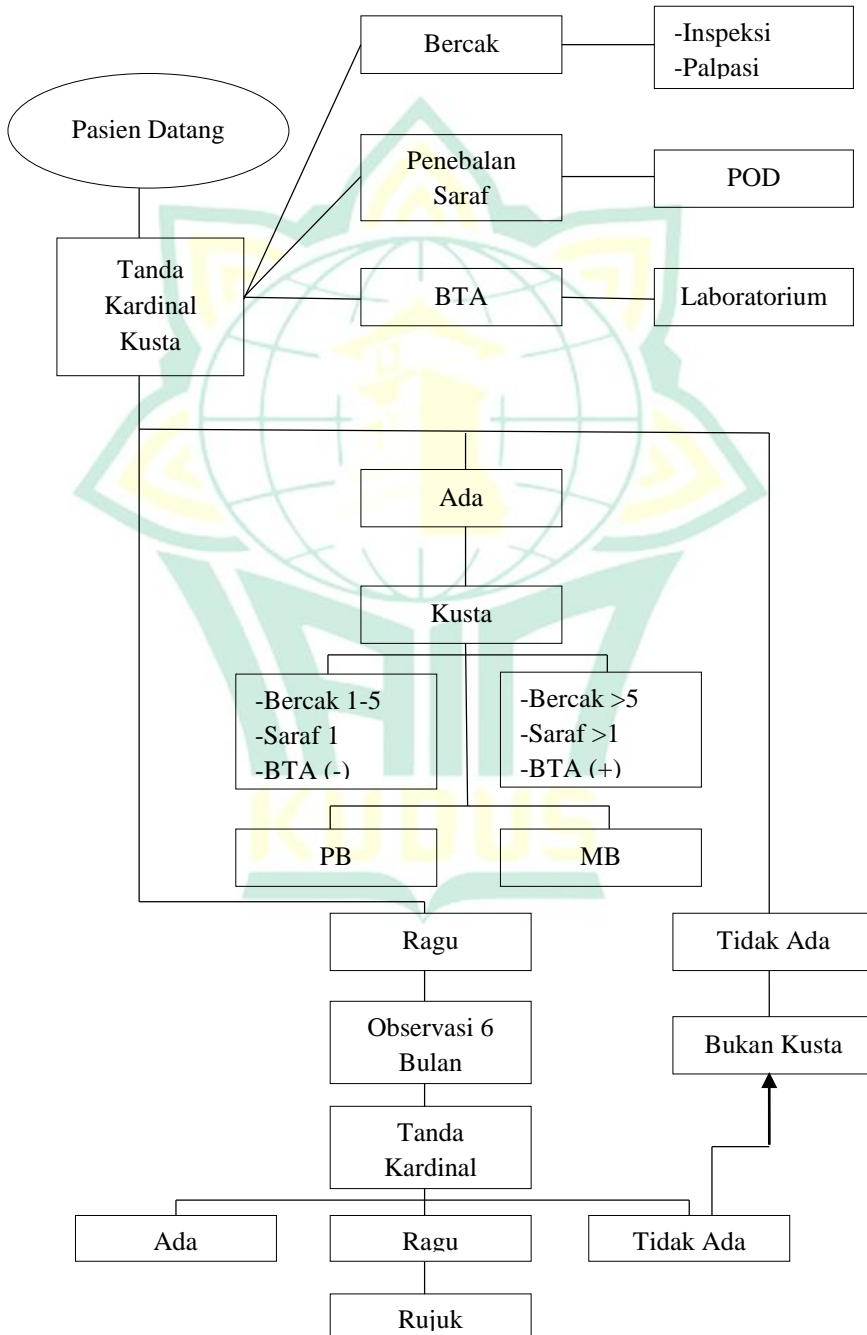 Bercak
-Inspeksi
-Palpasi
Pasien Datang
Penebalan
Saraf
POD
Tanda
Kardinal
Kusta
BTA
Laboratorium
Ada
Kusta
-Bercak 1-5
-Saraf 1
-BTA (-)
-Bercak >5
-Saraf >1
-BTA (+)
KUDUS
PB
MB
Ragu
Tidak Ada
Observasi 6
Bulan
Bukan Kusta
Tanda
Kardinal
Ada
Ragu
Tidak Ada
Rujuk